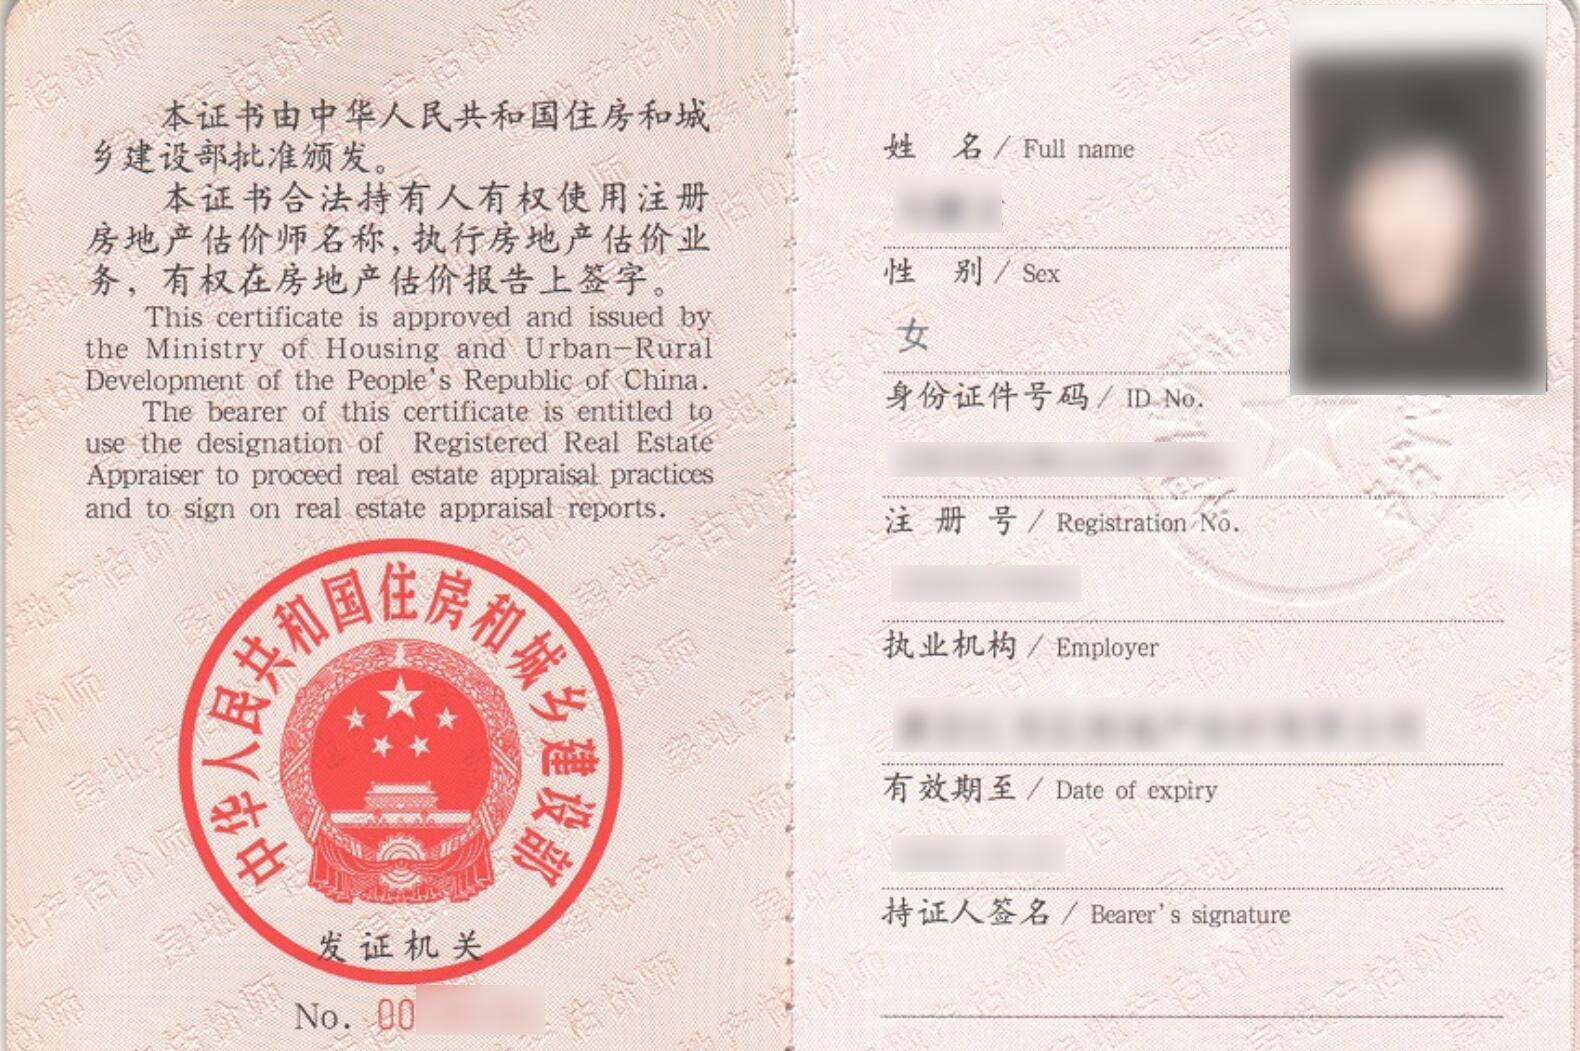 本证书由中华人民共和国住房和城
乡建设部批准颁发。
本证书合法持有人有权使用注册
房地产估价师名称,执行房地产估价业
务，有权在房地产估价报告上签字。
This certificate is approved and issued by
the Ministry of Housing and Urban-Rural
Development of the People's Republic of China.
The bearer of this certificate is entitled to
use the designation of Registered Real Estate
Appraiser to proceed real estate appraisal practices
and to sign on real estate appraisal reports.
中华人民共和国住房和城乡建设部
发证机关
No. 00
姓 名 / Full name
性 别 / Sex
女
身份证件号码 / ID No.
注 册 号 / Registration No.
执业机构 / Employer
有效期至 / Date of expiry
持证人签名 / Bearer's signature